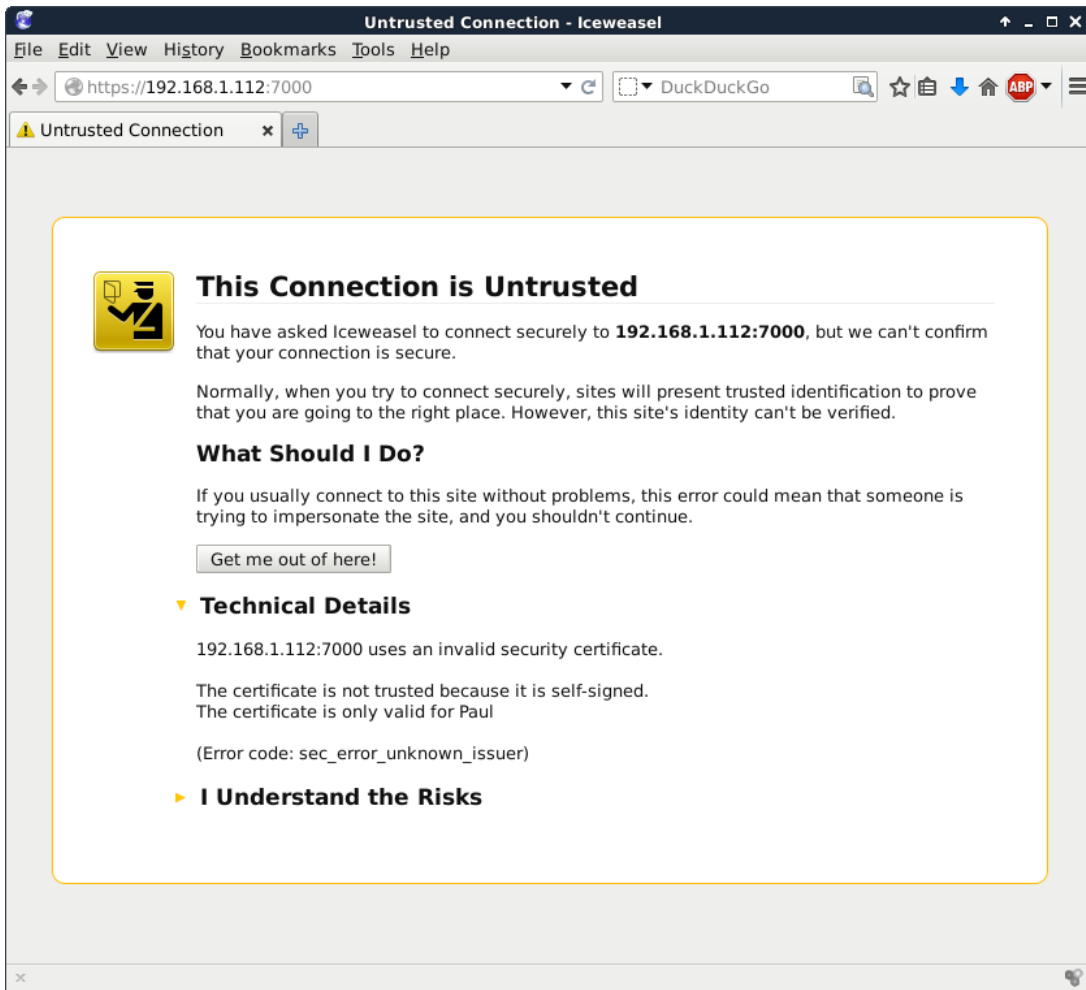 Untrusted Connection - Iceweasel
File Edit View History Bookmarks Tools Help
https://192.168.1.112:7000 DuckDuckGo ABP
Untrusted Connection
This Connection is Untrusted
You have asked Iceweasel to connect securely to 192.168.1.112:7000, but we can't confirm
that your connection is secure.
Normally, when you try to connect securely, sites will present trusted identification to prove
that you are going to the right place. However, this site's identity can't be verified.
What Should I Do?
If you usually connect to this site without problems, this error could mean that someone is
trying to impersonate the site, and you shouldn't continue.
Get me out of here!
Technical Details
192.168.1.112:7000 uses an invalid security certificate.
The certificate is not trusted because it is self-signed.
The certificate is only valid for Paul
(Error code: sec_error_unknown_issuer)
I Understand the Risks